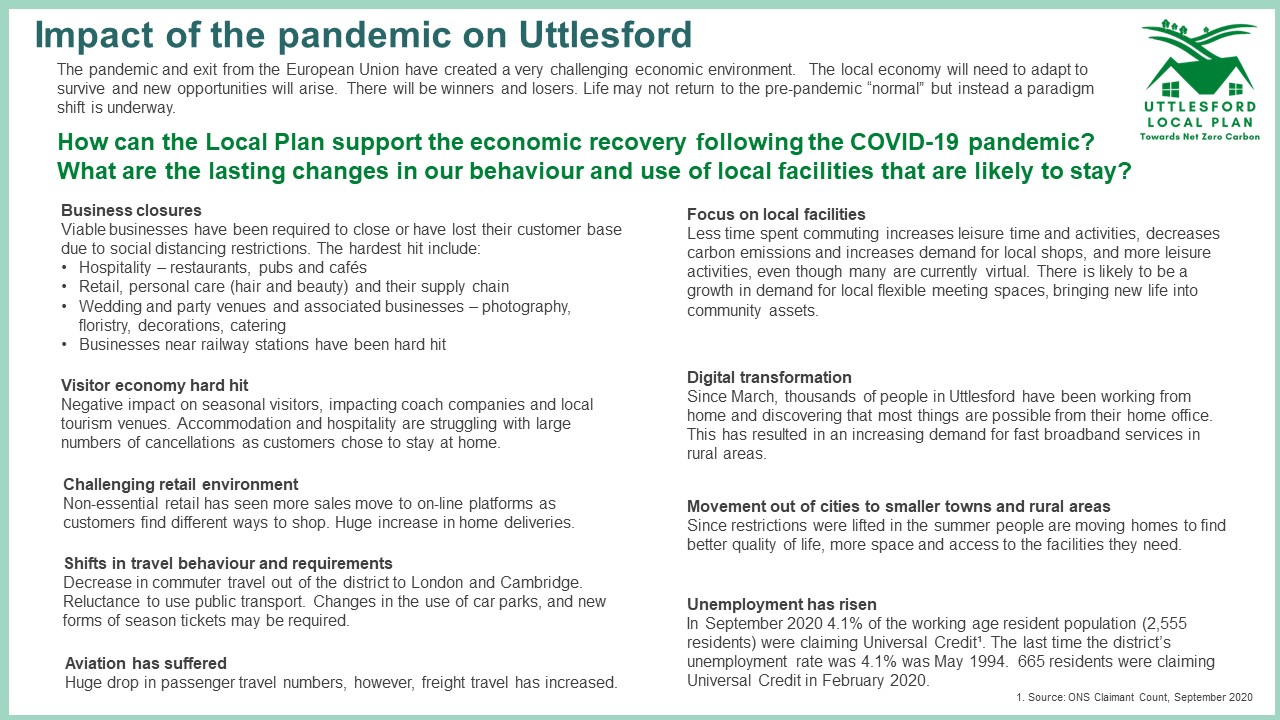 Impact of the pandemic on Uttlesford
The pandemic and exit from the European Union have created a very challenging economic environment. The local economy will need to adapt to
survive and new opportunities will arise. There will be winners and losers. Life may not return to the pre-pandemic “normal” but instead a paradigm
shift is underway.
UTTLESFORD
LOCAL PLAN
Towards Net Zero Carbon
How can the Local Plan support the economic recovery following the COVID-19 pandemic?
What are the lasting changes in our behaviour and use of local facilities that are likely to stay?
Business closures
Viable businesses have been required to close or have lost their customer base
due to social distancing restrictions. The hardest hit include:
• Hospitality – restaurants, pubs and cafés
• Retail, personal care (hair and beauty) and their supply chain
• Wedding and party venues and associated businesses – photography,
floristry, decorations, catering
• Businesses near railway stations have been hard hit
Visitor economy hard hit
Negative impact on seasonal visitors, impacting coach companies and local
tourism venues. Accommodation and hospitality are struggling with large
numbers of cancellations as customers chose to stay at home.
Challenging retail environment
Non-essential retail has seen more sales move to on-line platforms as
customers find different ways to shop. Huge increase in home deliveries.
Shifts in travel behaviour and requirements
Decrease in commuter travel out of the district to London and Cambridge.
Reluctance to use public transport. Changes in the use of car parks, and new
forms of season tickets may be required.
Aviation has suffered
Huge drop in passenger travel numbers, however, freight travel has increased.
Focus on local facilities
Less time spent commuting increases leisure time and activities, decreases
carbon emissions and increases demand for local shops, and more leisure
activities, even though many are currently virtual. There is likely to be a
growth in demand for local flexible meeting spaces, bringing new life into
community assets.
Digital transformation
Since March, thousands of people in Uttlesford have been working from
home and discovering that most things are possible from their home office.
This has resulted in an increasing demand for fast broadband services in
rural areas.
Movement out of cities to smaller towns and rural areas
Since restrictions were lifted in the summer people are moving homes to find
better quality of life, more space and access to the facilities they need.
Unemployment has risen
In September 2020 4.1% of the working age resident population (2,555
residents) were claiming Universal Credit¹. The last time the district’s
unemployment rate was 4.1% was May 1994. 665 residents were claiming
Universal Credit in February 2020.
1. Source: ONS Claimant Count, September 2020